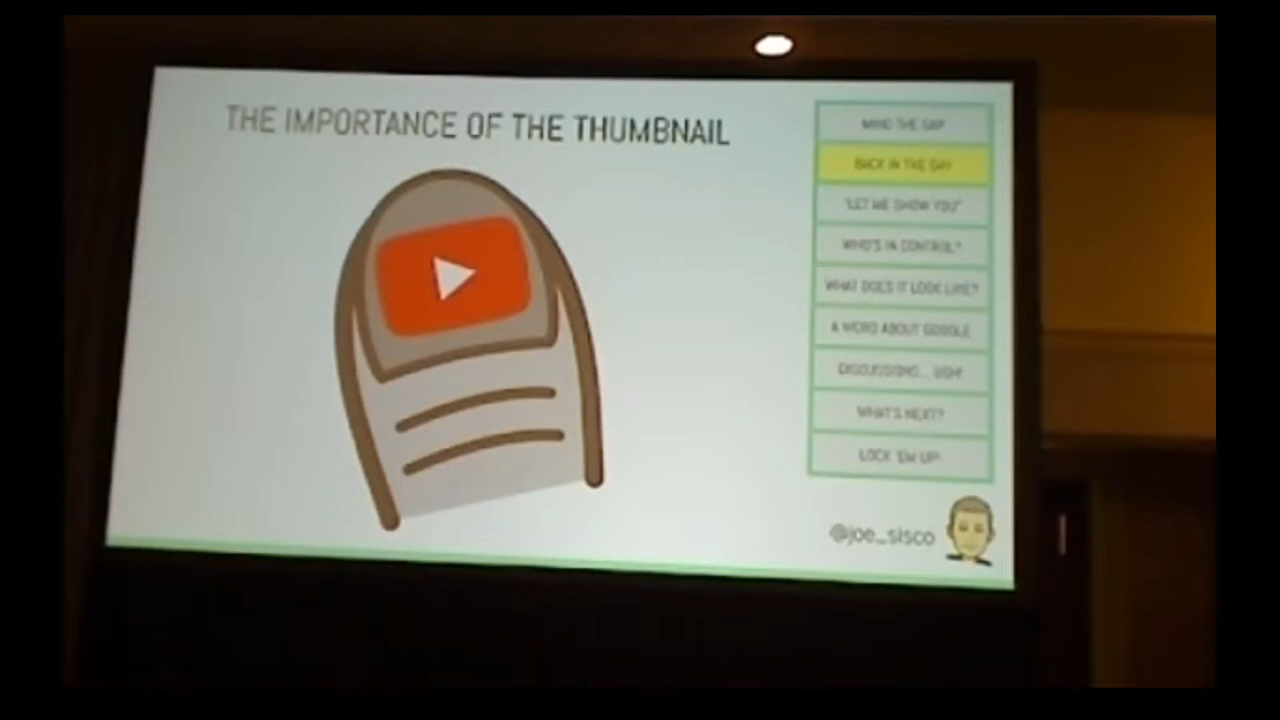 THE IMPORTANCE OF THE THUMBNAIL
MIND THE GAP
BACK IN THE DAY
"LET ME SHOW YOU"
WHO'S IN CONTROL?
WHAT DOES IT LOOK LIKE?
A WORD ABOUT GOOGLE
DISCUSSIONS... UGH!
WHAT'S NEXT?
LOCK 'EM UP!
@joe_sisco